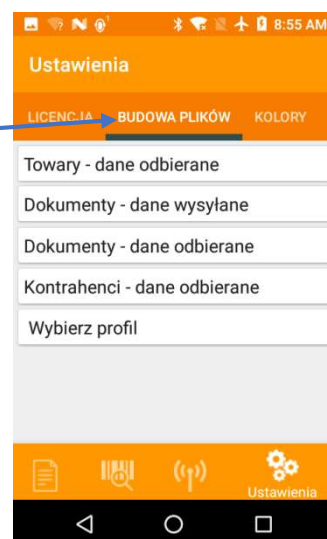 8:55 AM
Ustawienia
LICENCJA BUDOWA PLIKÓW KOLORY
Towary - dane odbierane
Dokumenty - dane wysyłane
Dokumenty - dane odbierane
Kontrahenci - dane odbierane
Wybierz profil
Ustawienia